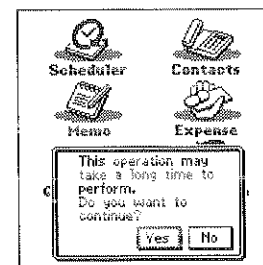 Scheduler Contacts
Memo Expense
This operation may
take a long time to
perform.
Do you want to
continue?
Yes No